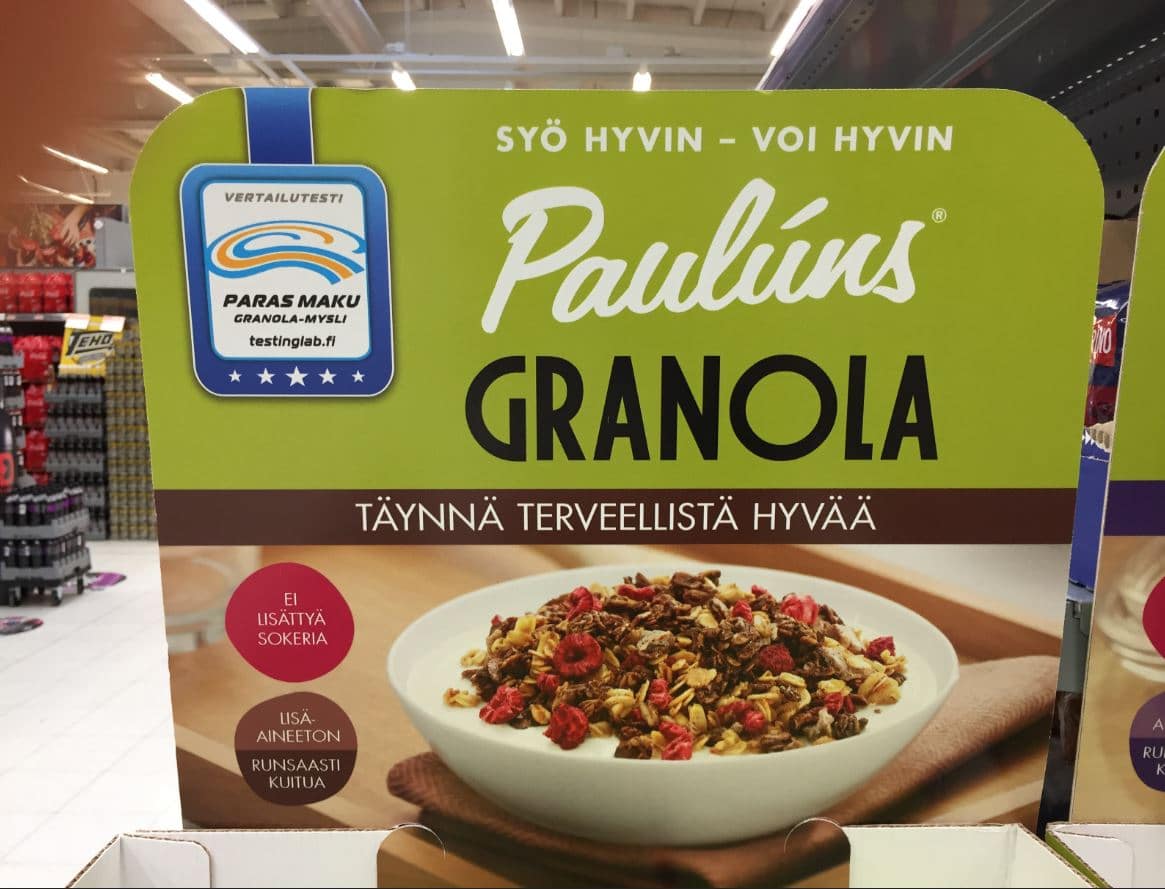 SYÖ HYVIN – VOI HYVIN
Paulúns®
GRANOLA
TÄYNNÄ TERVEELLISTÄ HYVÄÄ
VERTAILUTESTI
PARAS MAKU
GRANOLA-MYSLI
testinglab.fi
EI
LISÄTTYÄ
SOKERIA
LISÄ-
AINEETON
RUNSAASTI
KUITUA
TEHO